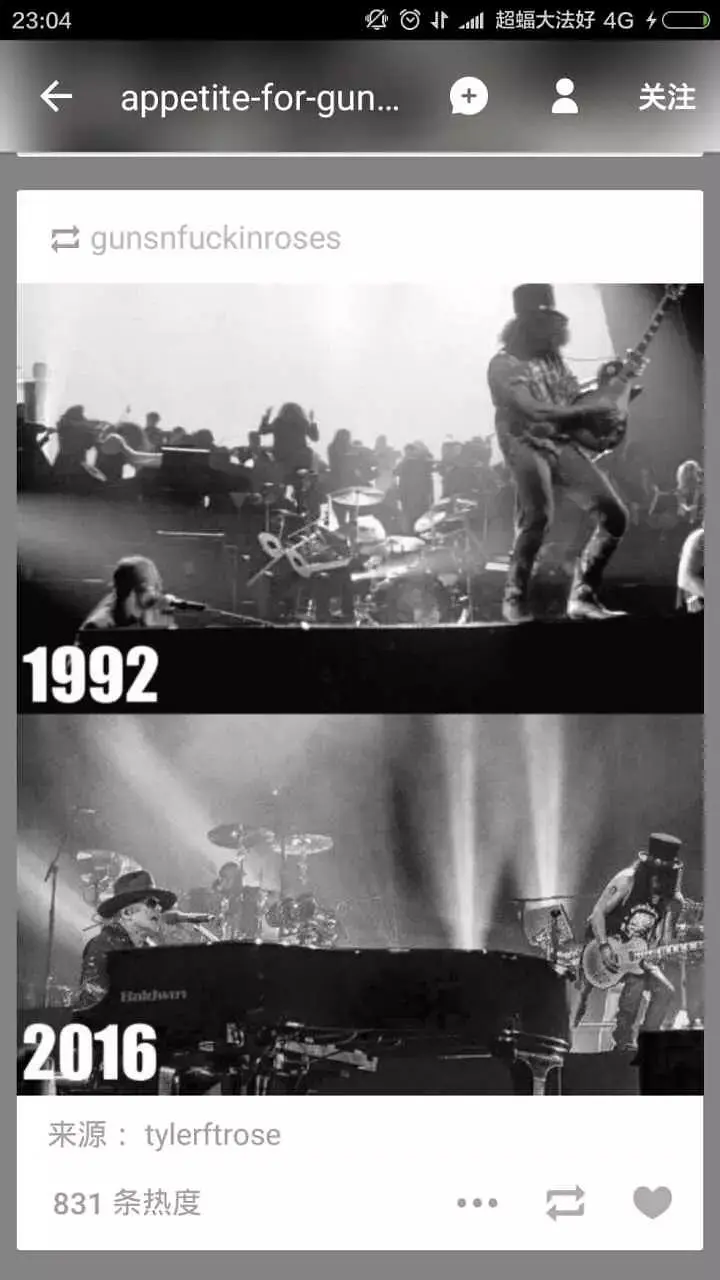 23:04 超蝠大法好 4G
appetite-for-gun... 关注
gunsnfuckinroses
1992
Baldwin
2016
来源： tylerftrose
831 条热度